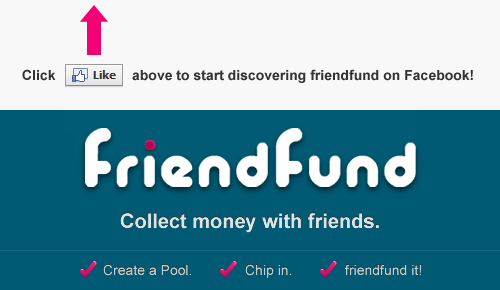 Click Like above to start discovering friendfund on Facebook!
FriendFund
Collect money with friends.
Create a Pool. Chip in. friendfund it!